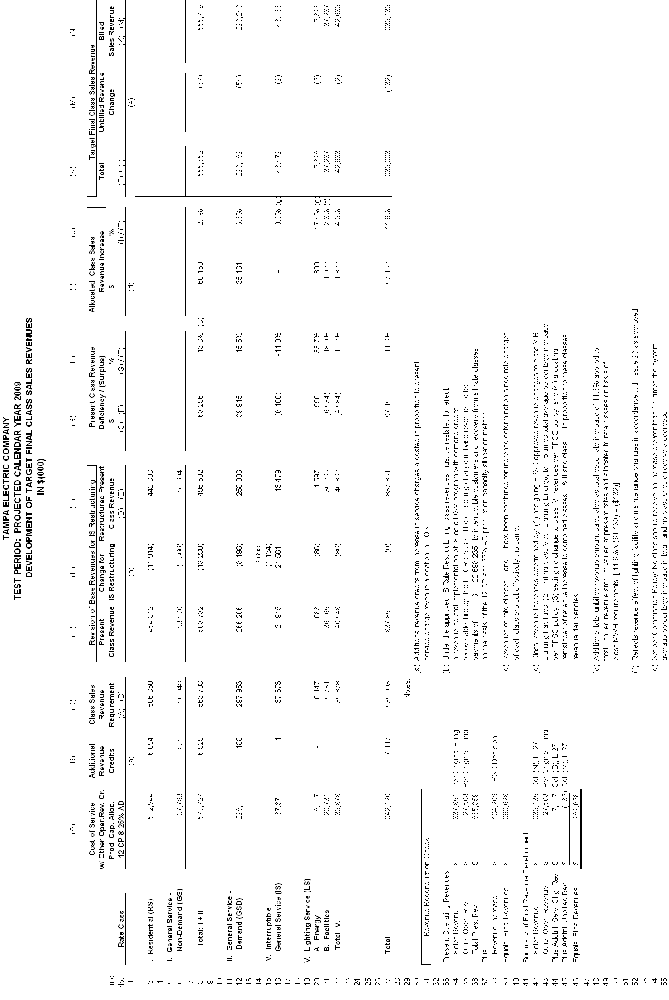 TAMPA ELECTRIC COMPANY
TEST PERIOD: PROJECTED CALENDAR YEAR 2009
DEVELOPMENT OF TARGET FINAL CLASS SALES REVENUES
IN $(000)
(A) (B) (C) (D) (E) (F) (G) (H) (I) (J) (K) (M) (N)
Cost of Service Additional Class Sales Revision of Base Revenues for IS Restructuring Present Class Revenue Allocated Class Sales Target Final Class Sales Revenue
w/ Other Oper.Rev. Cr. Revenue Revenue Present Change for Restructured Present Deficiency / (Surplus) Revenue Increase Total Unbilled Revenue Billed
Line Prod. Cap. Alloc.: Credits Requirement Class Revenue IS Restructuring Class Revenue $ % $ % Change Sales Revenue
No. Rate Class 12 CP & 25% AD (A) - (B) (D) + (E) (C) - (F) (G) / (F) (I) / (F) (F) + (I) (K) - (M)
1 (a) (b) (d) (e)
2
3 I. Residential (RS) 512,944 6,094 506,850 454,812 (11,914) 442,898
4
5 II. General Service -
6 Non-Demand (GS) 57,783 835 56,948 53,970 (1,366) 52,604
7
8 Total: I + II 570,727 6,929 563,798 508,782 (13,280) 495,502 68,296 13.8% (c) 60,150 12.1% 555,652 (67) 555,719
9
10
11 III. General Service -
12 Demand (GSD) 298,141 188 297,953 266,206 (8,198) 258,008 39,945 15.5% 35,181 13.6% 293,189 (54) 293,243
13
14 22,698
15 IV. Interruptible (1,134)
16 General Service (IS) 37,374 1 37,373 21,915 21,564 43,479 (6,106) -14.0% - 0.0% (g) 43,479 (9) 43,488
17
18
19 V. Lighting Service (LS)
20 A. Energy 6,147 - 6,147 4,683 (86) 4,597 1,550 33.7% 800 17.4% (g) 5,396 (2) 5,398
21 B. Facilities 29,731 - 29,731 36,265 - 36,265 (6,534) -18.0% 1,022 2.8% (f) 37,287 - 37,287
22 Total: V. 35,878 - 35,878 40,948 (86) 40,862 (4,984) -12.2% 1,822 4.5% 42,683 (2) 42,685
23
24
25
26
27 Total 942,120 7,117 935,003 837,851 (0) 837,851 97,152 11.6% 97,152 11.6% 935,003 (132) 935,135
28
29 Notes:
30 (a) Additional revenue credits from increase in service charges allocated in proportion to present
31 Revenue Reconciliation Check service charge revenue allocation in COS.
32
33 Present Operating Revenues (b) Under the approved IS Rate Restructuring, class revenues must be restated to reflect
34 Sales Revenu $ 837,851 Per Original Filing a revenue neutral implementation of IS as a DSM program with demand credits
35 Other Oper. Rev. $ 27,508 Per Original Filing recoverable through the ECCR clause. The off-setting change in base revenues reflect
36 Total Pres. Rev. $ 865,359 payments of $ 22,698,235 to interruptible customers and recovery from all rate classes
37 Plus: on the basis of the 12 CP and 25% AD production capacity allocation method.
38 Revenue Increase $ 104,269 FPSC Decision
39 Equals: Final Revenues $ 969,628 (c) Revenues of rate classes I. and II. have been combined for increase determination since rate charges
40 of each class are set effectively the same.
41 Summary of Final Revenue Development:
42 Sales Revenue $ 935,135 Col. (N), L. 27 (d) Class Revenue Increases determined by: (1) assigning FPSC approved revenue changes to class V.B.,
43 Other Oper. Revenue $ 27,508 Per Original Filing Lighting Facilities, (2) limiting class V.A., Lighting Energy, to 1.5 times total average percentage increase
44 Plus:Addtnl. Serv. Chg. Rev. $ 7,117 Col. (B), L.27 per FPSC policy, (3) setting no change to class IV. revenues per FPSC policy, and (4) allocating
45 Plus:Addtnl. Unbilled Rev. $ (132) Col. (M), L.27 remainder of revenue increase to combined classes' I & II and class III. in proportion to these classes
46 Equals: Final Revenues $ 969,628 revenue deficiencies.
47
48 (e) Additional total unbilled revenue amount calculated as total base rate increase of 11.6% applied to
49 total unbilled revenue amount valued at present rates and allocated to rate classes on basis of
50 class MWH requirements. [ 11.6% x ($1,139) = ($132)]
51
52 (f) Reflects revenue effect of lighting facility and maintenance changes in accordance with Issue 93 as approved.
53
54 (g) Set per Commission Policy: No class should receive an increase greater than 1.5 times the system
55 average percentage increase in total, and no class should receive a decrease.